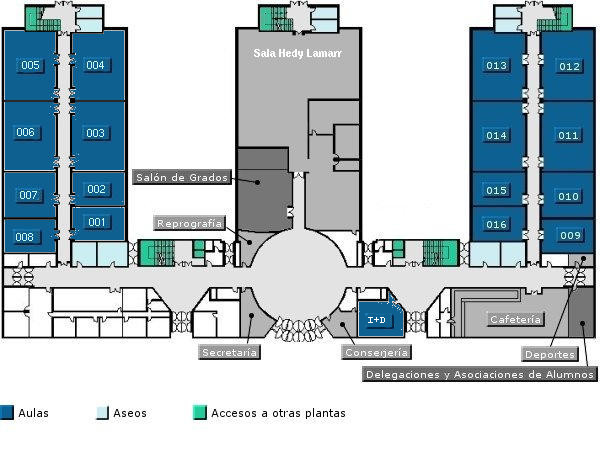 Sala Hedy Lamarr
005
004
013
012
006
003
014
011
Salón de Grados
007
002
015
010
Reprografía
001
016
008
009
I+D
Cafetería
Secretaría
Conserjería
Deportes
Delegaciones y Asociaciones de Alumnos
Aulas
Aseos
Accesos a otras plantas